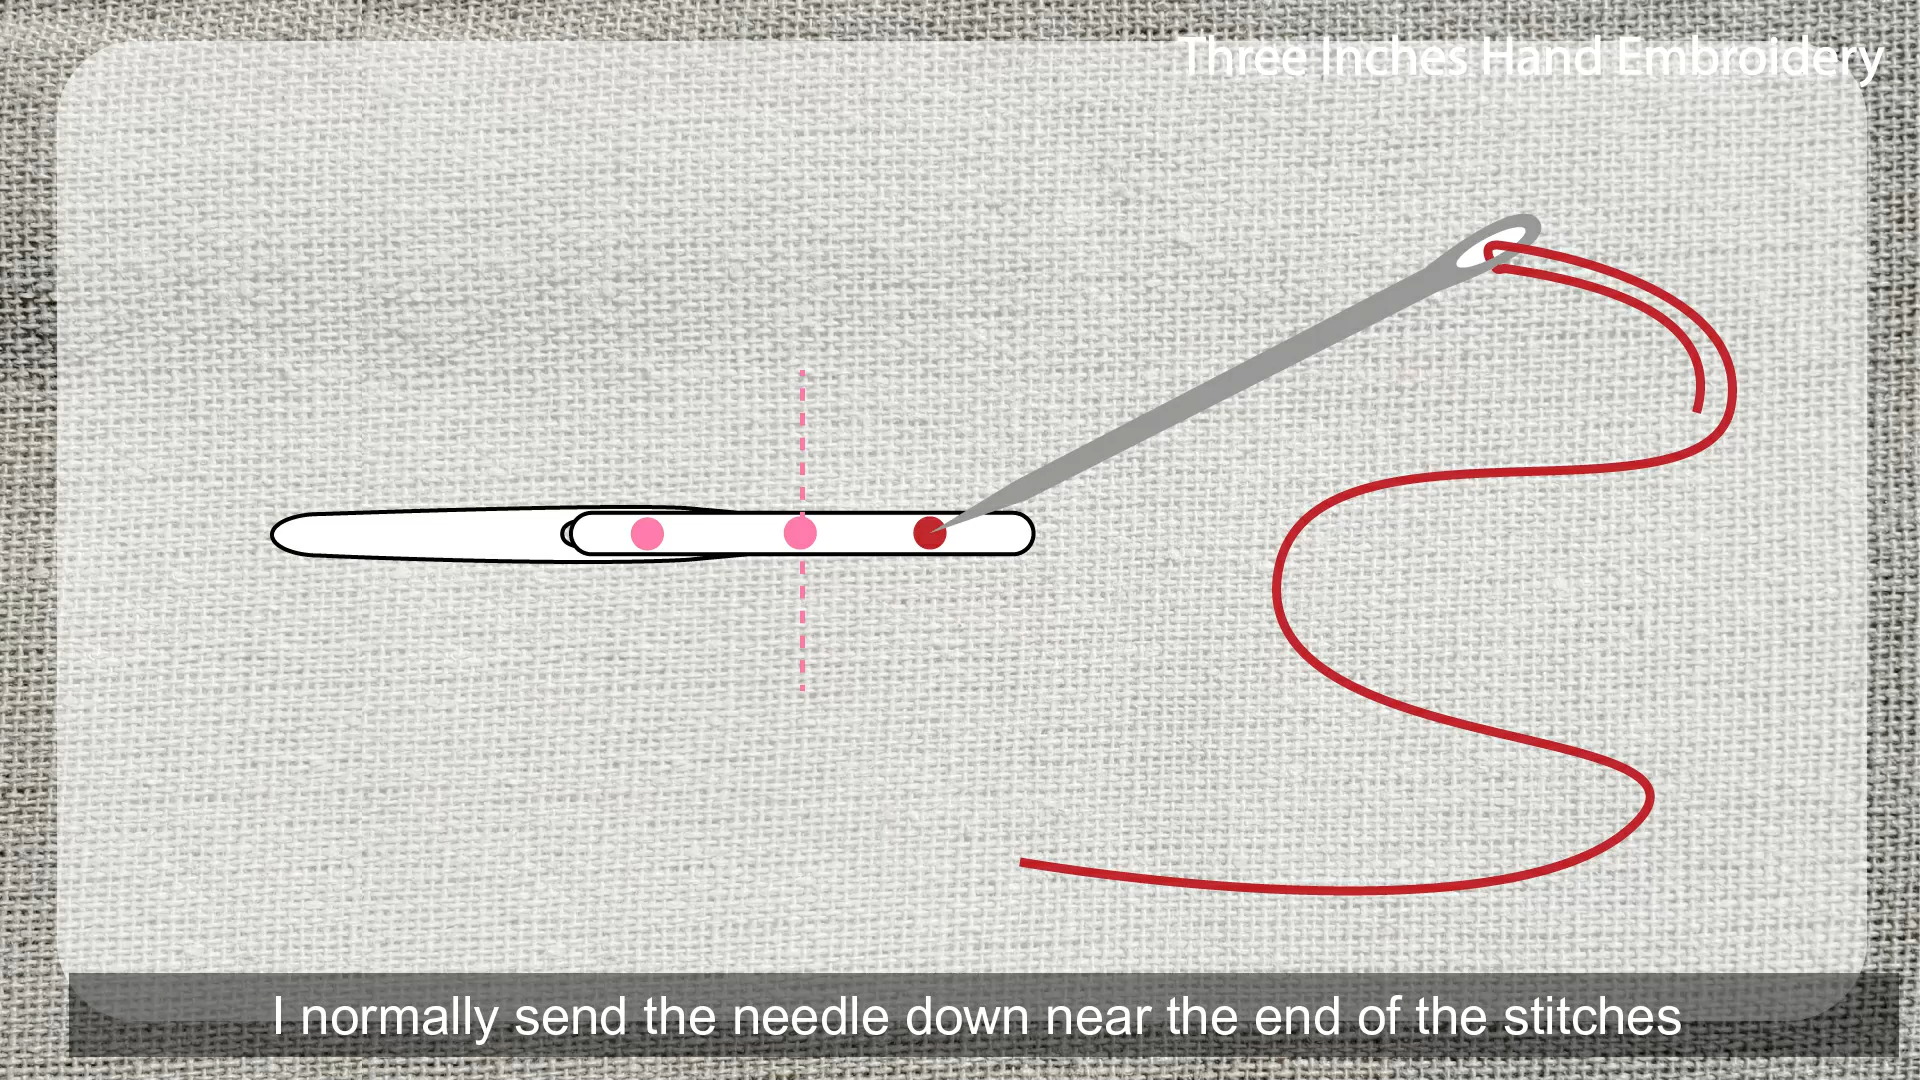 Three Inches Hand Embroidery
I normally send the needle down near the end of the stitches